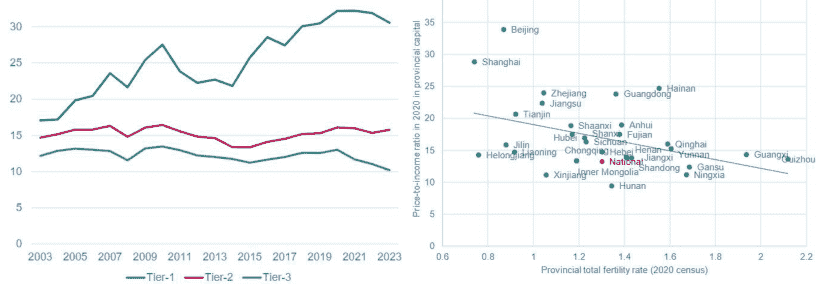 30
25
20
15
10
5
0
2003 2005 2007 2009 2011 2013 2015 2017 2019 2021 2023
Tier-1 Tier-2 Tier-3
Price-to-income ratio in 2020 in provincial capital
35
30
25
20
15
10
5
0
Beijing
Shanghai
Zhejiang
Guangdong
Hainan
Jiangsu
Tianjin
Shaanxi
Anhui
Hubei
Shanxi
Fujian
Jilin
Sichuan
Qinghai
Helongjiang
Liaoning
Chongqing
Hebei
Henan
Yunnan
Guangxi
Guizhou
National
Jiangxi
Inner Mongolia
Shandong
Gansu
Xinjiang
Ningxia
Hunan
0.6 0.8 1 1.2 1.4 1.6 1.8 2 2.2
Provincial total fertility rate (2020 census)